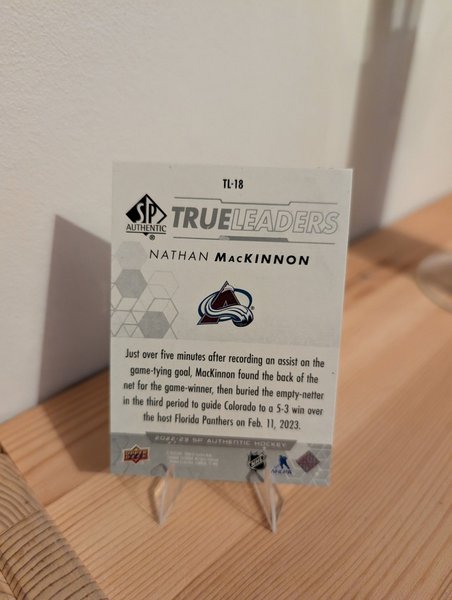 TL-18
SP
AUTHENTIC
TRUELEADERS
NATHAN MACKINNON
Just over five minutes after recording an assist on the
game-tying goal, MacKinnon found the back of
the net for the game-winner, then buried the empty-netter
in the third period to guide Colorado to a 5-3 win over
the host Florida Panthers on Feb. 11, 2023.
2022-23 SP AUTHENTIC HOCKEY
NHL
NHLPA